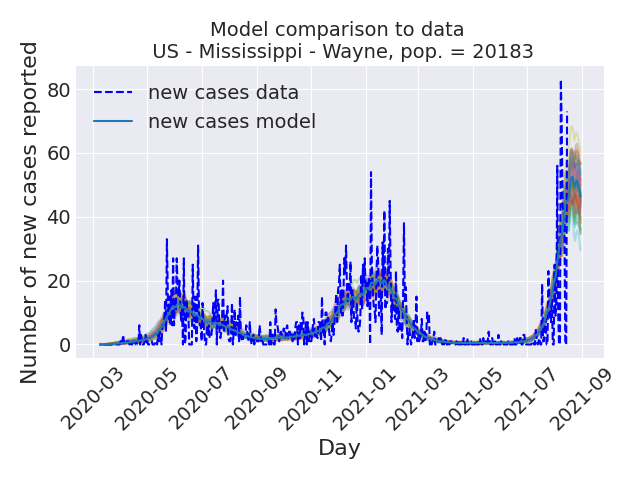 Model comparison to data
US - Mississippi - Wayne, pop. = 20183
new cases data
new cases model
Number of new cases reported
80
60
40
20
0
2020-03
2020-05
2020-07
2020-09
2020-11
2021-01
2021-03
2021-05
2021-07
2021-09
Day